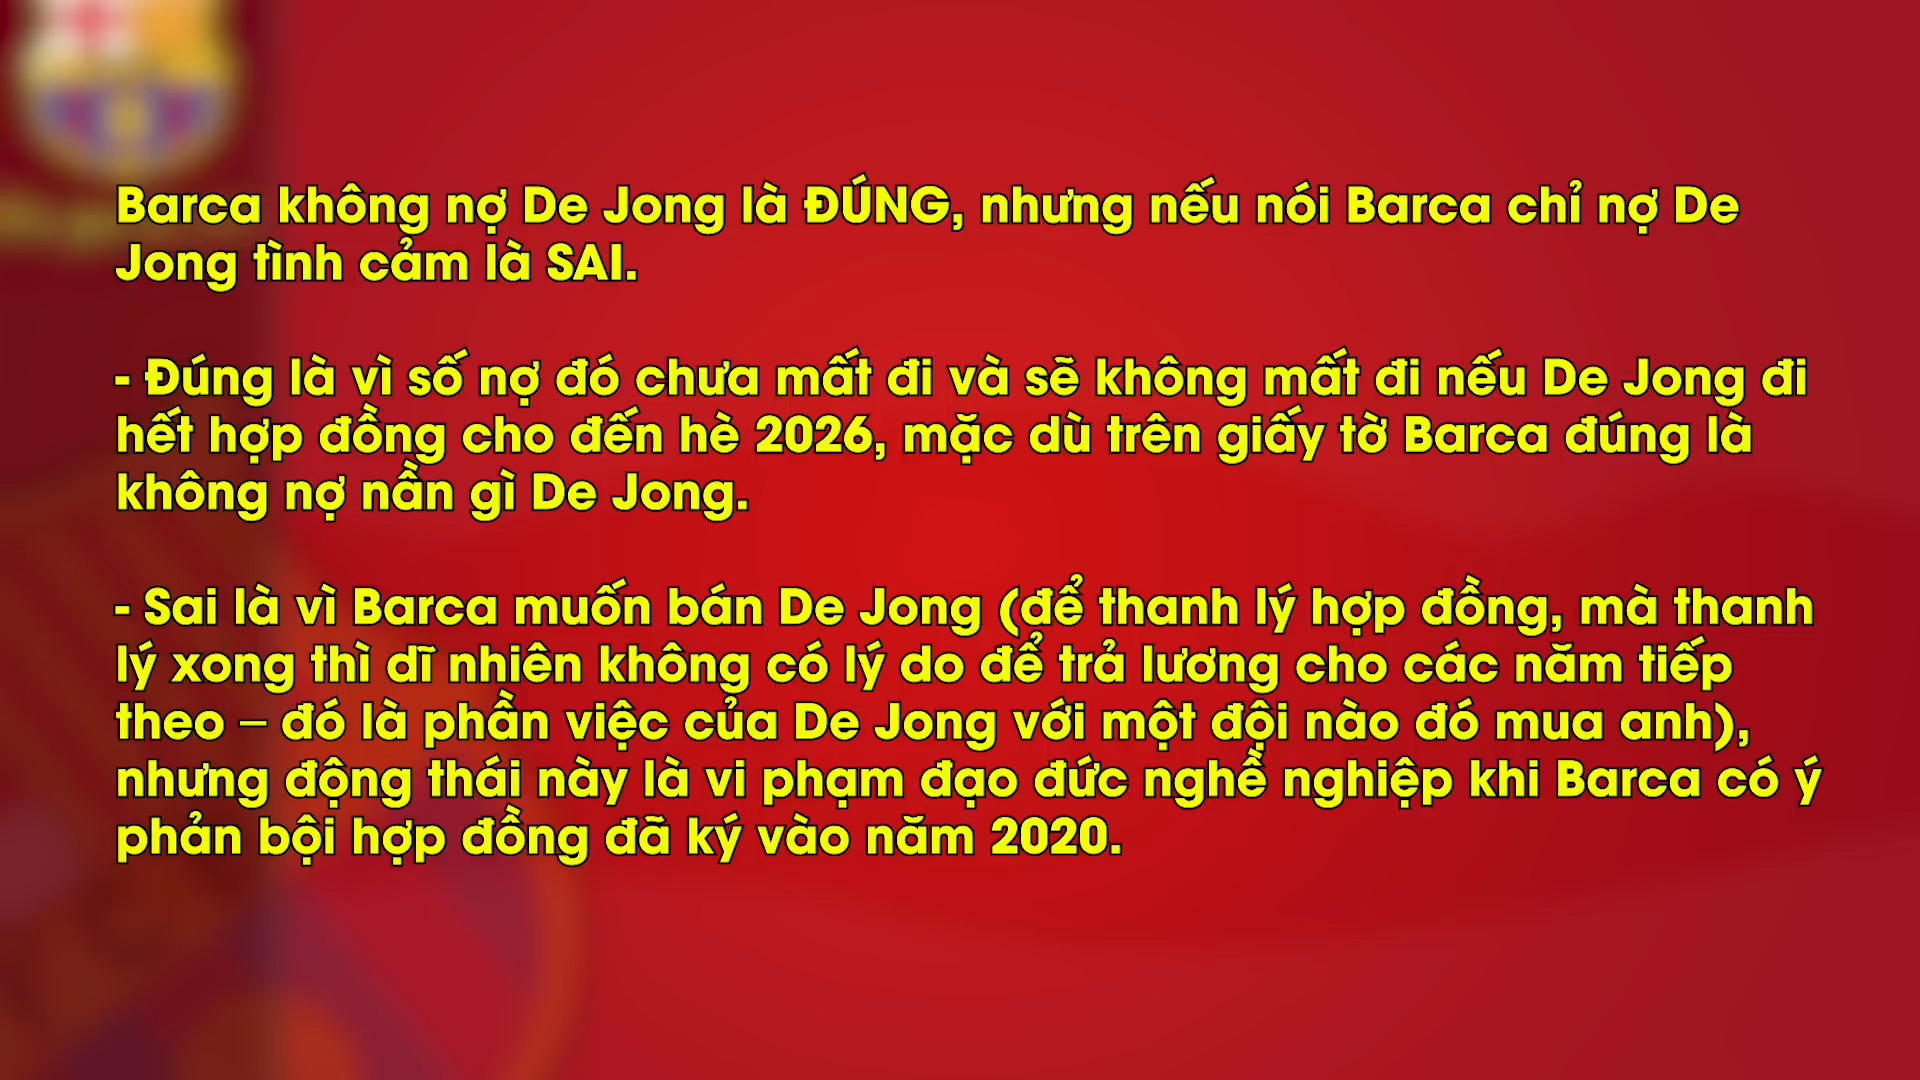 Barca không nợ De Jong là ĐÚNG, nhưng nếu nói Barca chỉ nợ De
Jong tình cảm là SAI.
- Đúng là vì số nợ đó chưa mất đi và sẽ không mất đi nếu De Jong đi
hết hợp đồng cho đến hè 2026, mặc dù trên giấy tờ Barca đúng là
không nợ nần gì De Jong.
- Sai là vì Barca muốn bán De Jong (để thanh lý hợp đồng, mà thanh
lý xong thì dĩ nhiên không có lý do để trả lương cho các năm tiếp
theo – đó là phần việc của De Jong với một đội nào đó mua anh),
nhưng động thái này là vi phạm đạo đức nghề nghiệp khi Barca có ý
phản bội hợp đồng đã ký vào năm 2020.